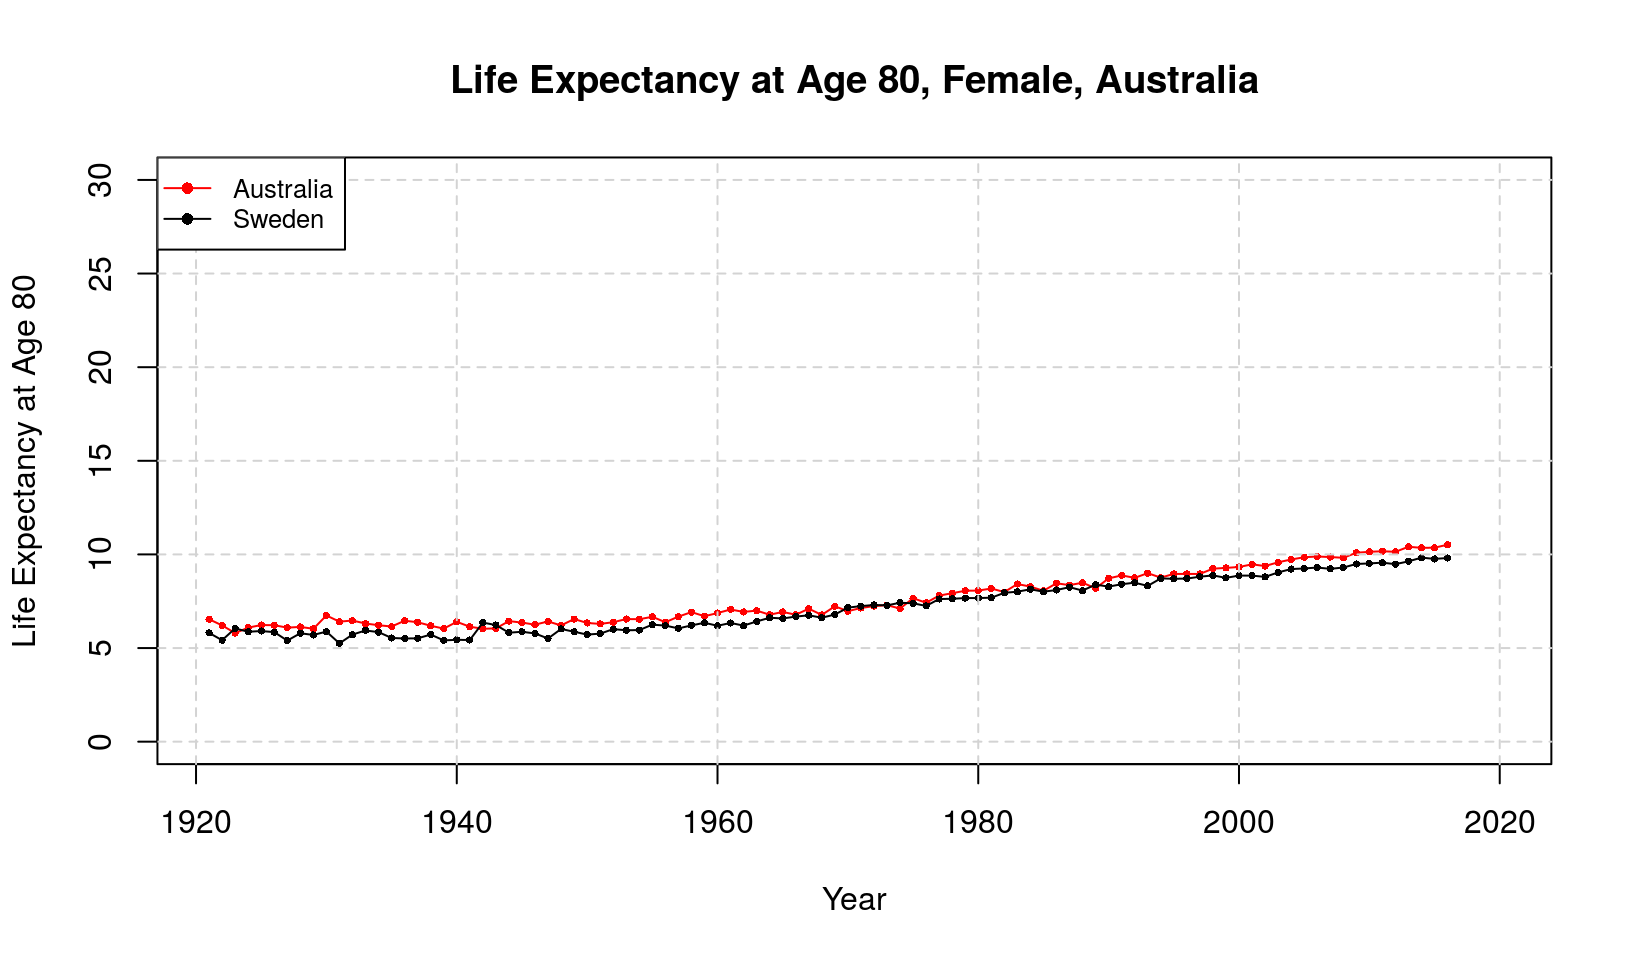 Life Expectancy at Age 80, Female, Australia
Australia
Sweden
Life Expectancy at Age 80
30
25
20
15
10
5
0
1920 1940 1960 1980 2000 2020
Year